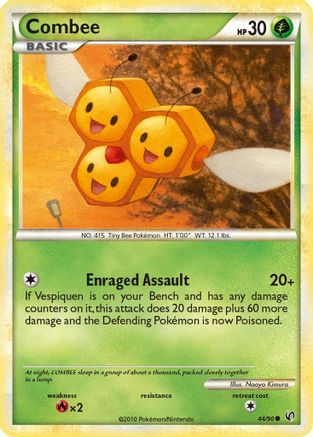 Combee
HP 30
BASIC
NO. 415 Tiny Bee Pokémon HT: 1'00" WT: 12.1 lbs.
Enraged Assault 20+
If Vespiquen is on your Bench and has any damage
counters on it, this attack does 20 damage plus 60 more
damage and the Defending Pokémon is now Poisoned.
At night, COMBEE sleep in a group of about a thousand, packed closely together
in a lump.
Illus. Naoyo Kimura
weakness resistance retreat cost
×2
©2010 Pokémon/Nintendo 44/90